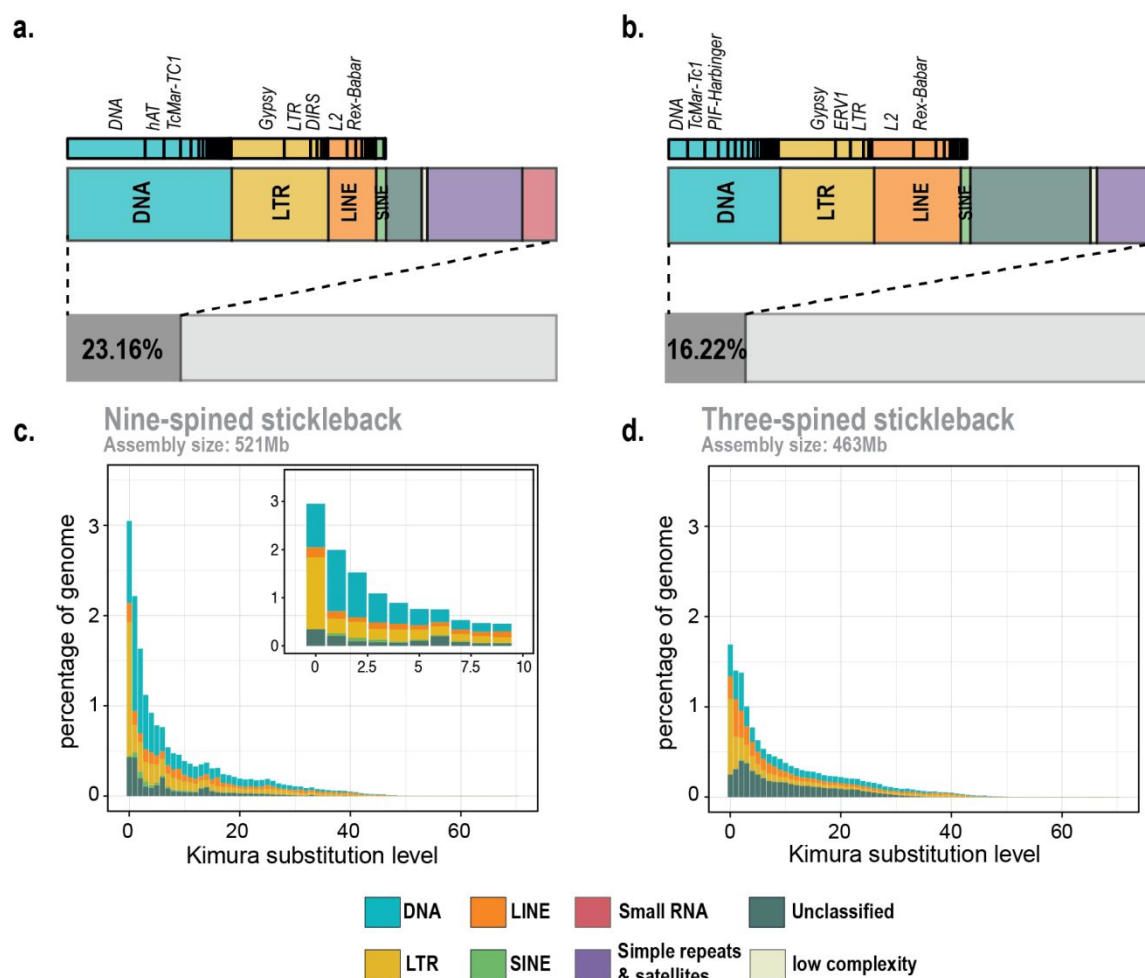 a.
DNA
hAT
TcMar-TC1
Gypsy
LTR
DIRS
L2
Rex-Babar
DNA
LTR
LINE
SINE
23.16%
b.
DNA
TcMar-Tc1
PIF-Harbinger
Gypsy
ERV1
LTR
L2
Rex-Babar
DNA
LTR
LINE
SINE
16.22%
c.
Nine-spined stickleback
Assembly size: 521Mb
percentage of genome
3
2
1
0
0
20
40
60
Kimura substitution level
3
2
1
0
0
2.5
5
7.5
10
d.
Three-spined stickleback
Assembly size: 463Mb
percentage of genome
3
2
1
0
0
20
40
60
Kimura substitution level
DNA
LINE
Small RNA
Unclassified
LTR
SINE
Simple repeats
& satellites
low complexity